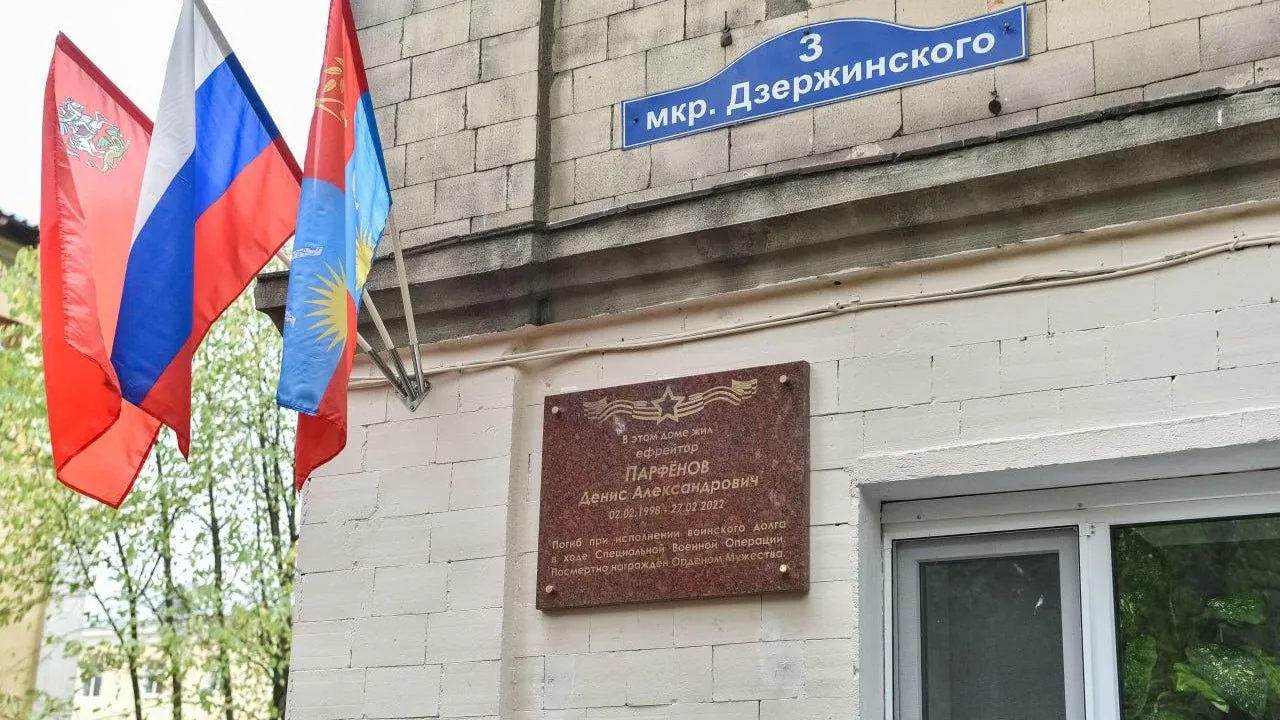 3
мкр. Дзержинского
В этом доме жил
ефрейтор
ПАРФЁНОВ
Денис Александрович
02.02.1998 - 27.02.2022
Погиб при исполнении воинского долга
в ходе Специальной Военной Операции.
Посмертно награжден Орденом Мужества.